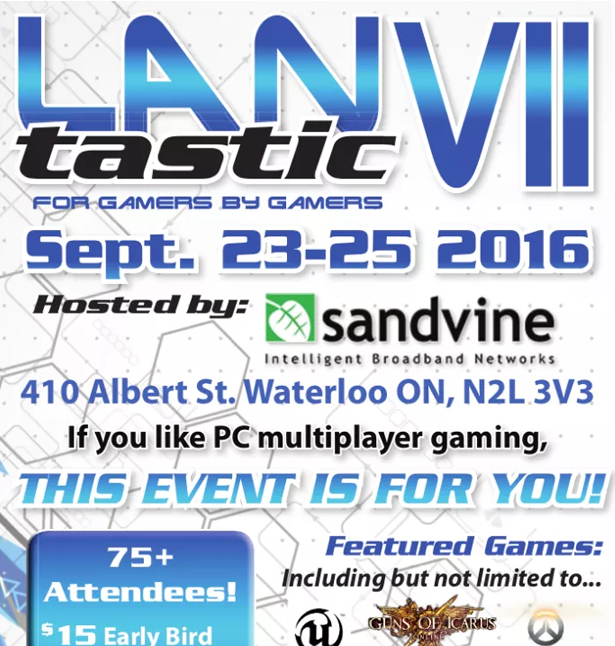 LAN VII
tastic
FOR GAMERS BY GAMERS
Sept. 23-25 2016
Hosted by: sandvine
Intelligent Broadband Networks
410 Albert St. Waterloo ON, N2L 3V3
If you like PC multiplayer gaming,
THIS EVENT IS FOR YOU!
75+
Attendees!
$15 Early Bird
Featured Games:
Including but not limited to...
GUNS OF ICARUS
ONLINE